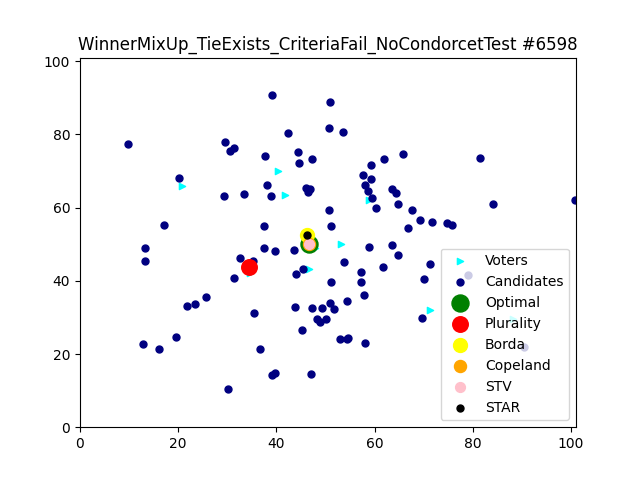 WinnerMixUp_TieExists_CriteriaFail_NoCondorcetTest #6598
100
80
60
40
20
0
0 20 40 60 80 100
Voters
Candidates
Optimal
Plurality
Borda
Copeland
STV
STAR